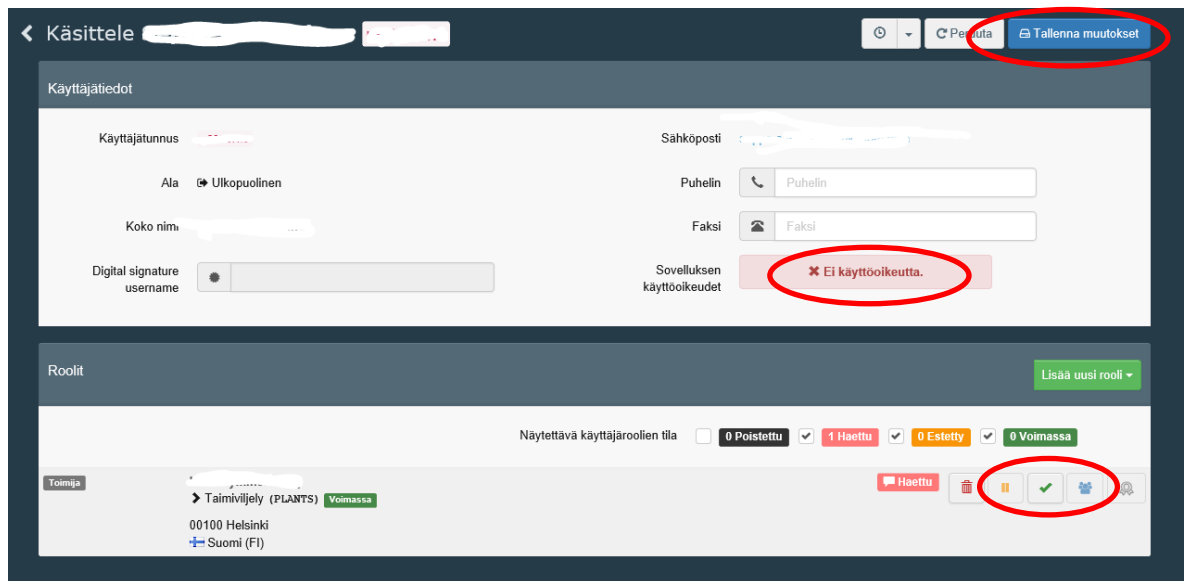 Käsittele
Peruuta
Tallenna muutokset
Käyttäjätiedot
Käyttäjätunnus
Sähköposti
Ala Ulkopuolinen
Puhelin Puhelin
Koko nimi
Faksi Faksi
Digital signature
username
Sovelluksen
käyttöoikeudet
Ei käyttöoikeutta.
Roolit
Lisää uusi rooli
Näytettävä käyttäjäroolien tila 0 Poistettu 1 Haettu 0 Estetty 0 Voimassa
Toimija
Haettu
Taimiviljely (PLANTS) Voimassa
00100 Helsinki
Suomi (FI)